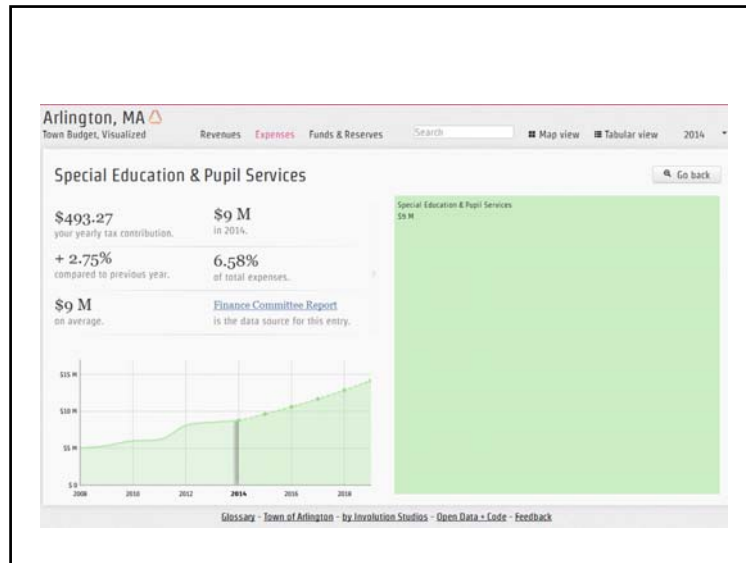 Arlington, MA
Town Budget, Visualized
Revenues Expenses Funds & Reserves
Search
Map view
Tabular view
2014
Special Education & Pupil Services
Go back
$493.27
your yearly tax contribution.
$9 M
in 2014.
+ 2.75%
compared to previous year.
6.58%
of total expenses.
$9 M
on average.
Finance Committee Report
is the data source for this entry.
$15 M
$10 M
$5 M
$ 0
2008 2010 2012 2014 2016 2018
Special Education & Pupil Services
$9 M
Glossary - Town of Arlington - by Involution Studios - Open Data + Code - Feedback